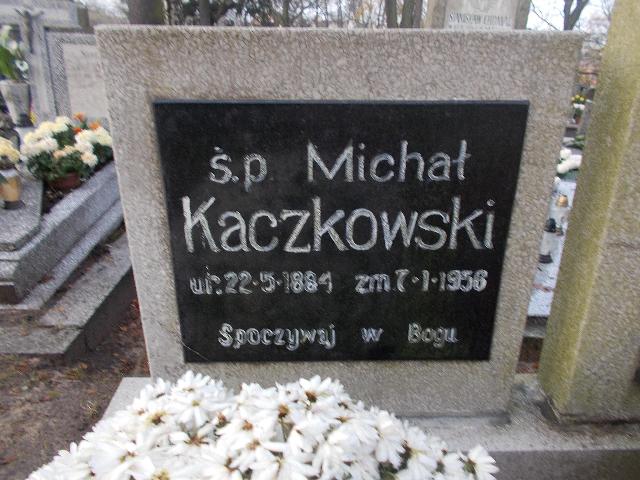 ś.p. Michał
Kaczkowski
ur. 22-5-1884 zm. 7-1-1956
Spoczywaj w Bogu